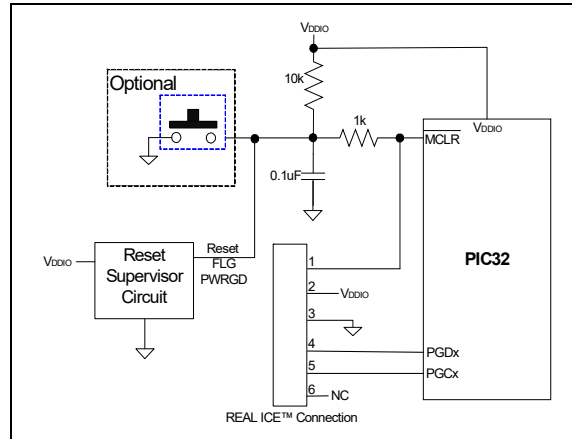 VDDIO
Optional
10k
VDDIO
1k
MCLR
0.1uF
VDDIO
Reset
Supervisor
Circuit
Reset
FLG
PWRGD
PIC32
1
2
VDDIO
3
4
PGDx
5
PGCx
6
NC
REAL ICE™ Connection